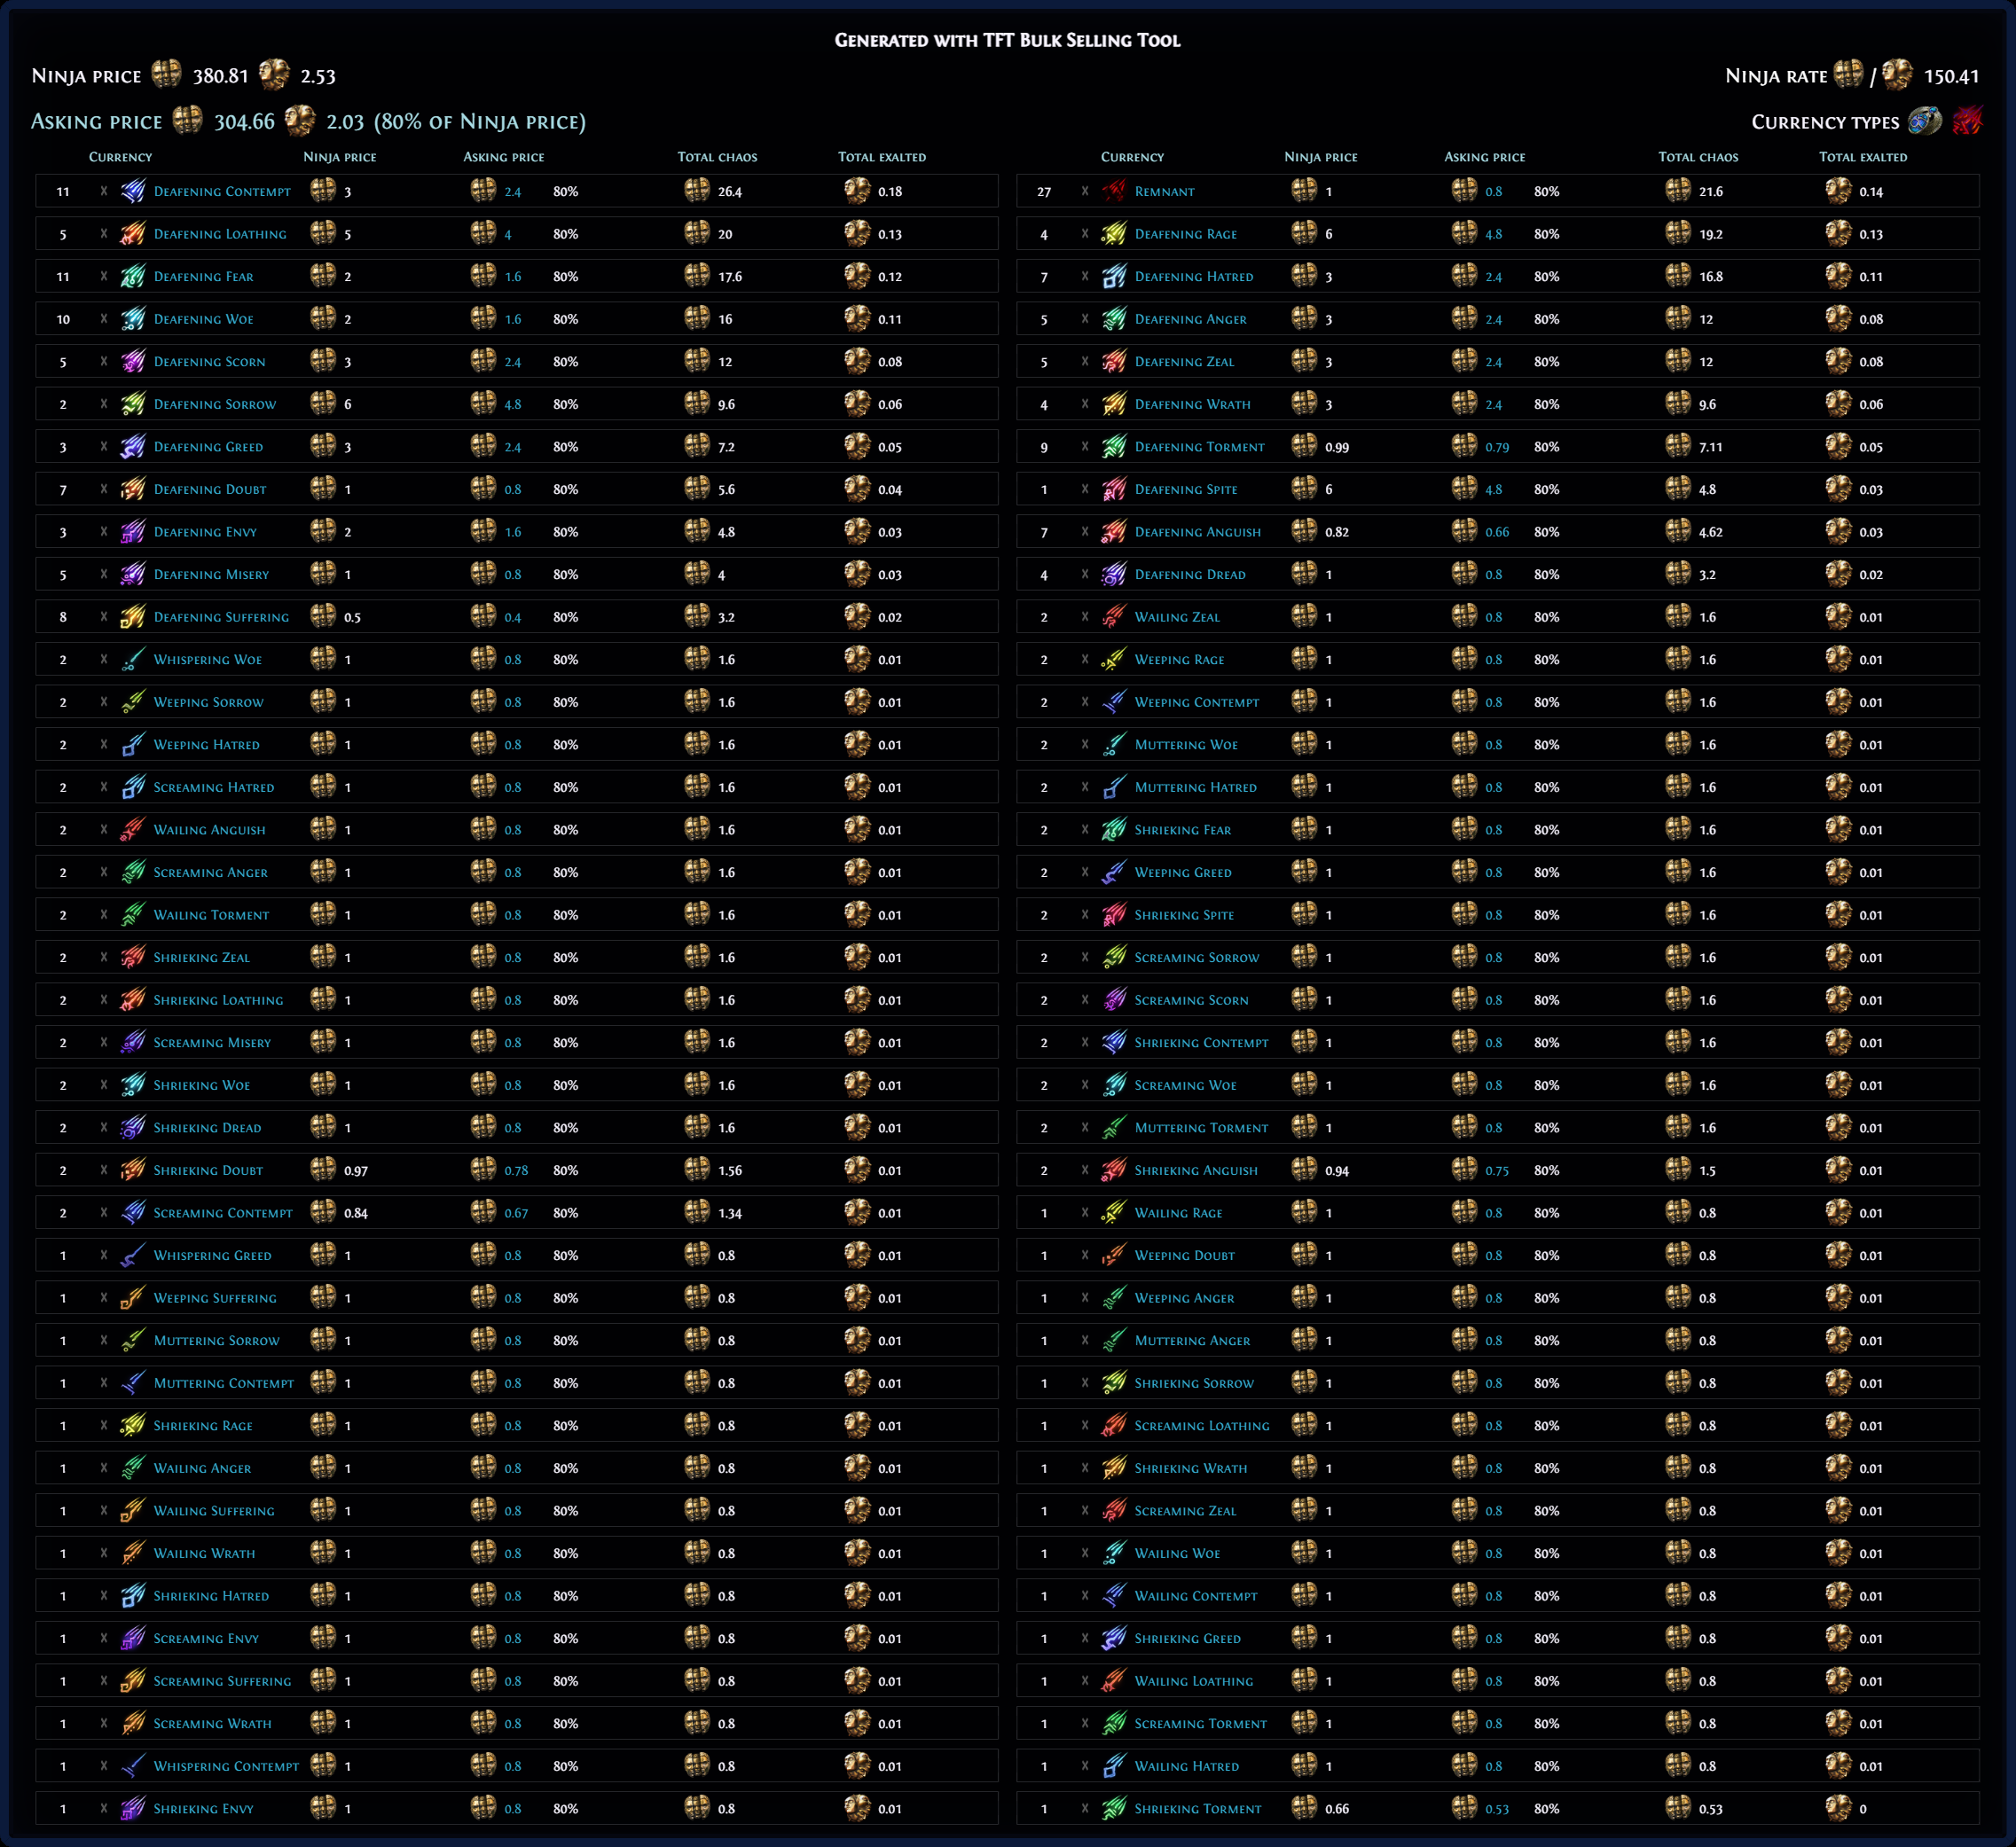 Generated with TFT Bulk Selling Tool
Ninja price 380.81 2.53 Ninja rate / 150.41
Asking price 304.66 2.03 (80% of Ninja price) Currency types
Currency Ninja price Asking price Total chaos Total exalted Currency Ninja price Asking price Total chaos Total exalted
11 x Deafening Contempt 3 2.4 80% 26.4 0.18 27 x Remnant 1 0.8 80% 21.6 0.14
5 x Deafening Loathing 5 4 80% 20 0.13 4 x Deafening Rage 6 4.8 80% 19.2 0.13
11 x Deafening Fear 2 1.6 80% 17.6 0.12 7 x Deafening Hatred 3 2.4 80% 16.8 0.11
10 x Deafening Woe 2 1.6 80% 16 0.11 5 x Deafening Anger 3 2.4 80% 12 0.08
5 x Deafening Scorn 3 2.4 80% 12 0.08 5 x Deafening Zeal 3 2.4 80% 12 0.08
2 x Deafening Sorrow 6 4.8 80% 9.6 0.06 4 x Deafening Wrath 3 2.4 80% 9.6 0.06
3 x Deafening Greed 3 2.4 80% 7.2 0.05 9 x Deafening Torment 0.99 0.79 80% 7.11 0.05
7 x Deafening Doubt 1 0.8 80% 5.6 0.04 1 x Deafening Spite 6 4.8 80% 4.8 0.03
3 x Deafening Envy 2 1.6 80% 4.8 0.03 7 x Deafening Anguish 0.82 0.66 80% 4.62 0.03
5 x Deafening Misery 1 0.8 80% 4 0.03 4 x Deafening Dread 1 0.8 80% 3.2 0.02
8 x Deafening Suffering 0.5 0.4 80% 3.2 0.02 2 x Wailing Zeal 1 0.8 80% 1.6 0.01
2 x Whispering Woe 1 0.8 80% 1.6 0.01 2 x Weeping Rage 1 0.8 80% 1.6 0.01
2 x Weeping Sorrow 1 0.8 80% 1.6 0.01 2 x Weeping Contempt 1 0.8 80% 1.6 0.01
2 x Weeping Hatred 1 0.8 80% 1.6 0.01 2 x Muttering Woe 1 0.8 80% 1.6 0.01
2 x Screaming Hatred 1 0.8 80% 1.6 0.01 2 x Muttering Hatred 1 0.8 80% 1.6 0.01
2 x Wailing Anguish 1 0.8 80% 1.6 0.01 2 x Shrieking Fear 1 0.8 80% 1.6 0.01
2 x Screaming Anger 1 0.8 80% 1.6 0.01 2 x Weeping Greed 1 0.8 80% 1.6 0.01
2 x Wailing Torment 1 0.8 80% 1.6 0.01 2 x Shrieking Spite 1 0.8 80% 1.6 0.01
2 x Shrieking Zeal 1 0.8 80% 1.6 0.01 2 x Screaming Sorrow 1 0.8 80% 1.6 0.01
2 x Shrieking Loathing 1 0.8 80% 1.6 0.01 2 x Screaming Scorn 1 0.8 80% 1.6 0.01
2 x Screaming Misery 1 0.8 80% 1.6 0.01 2 x Shrieking Contempt 1 0.8 80% 1.6 0.01
2 x Shrieking Woe 1 0.8 80% 1.6 0.01 2 x Screaming Woe 1 0.8 80% 1.6 0.01
2 x Shrieking Dread 1 0.8 80% 1.6 0.01 2 x Muttering Torment 1 0.8 80% 1.6 0.01
2 x Shrieking Doubt 0.97 0.78 80% 1.56 0.01 2 x Shrieking Anguish 0.94 0.75 80% 1.5 0.01
2 x Screaming Contempt 0.84 0.67 80% 1.34 0.01 1 x Wailing Rage 1 0.8 80% 0.8 0.01
1 x Whispering Greed 1 0.8 80% 0.8 0.01 1 x Weeping Doubt 1 0.8 80% 0.8 0.01
1 x Weeping Suffering 1 0.8 80% 0.8 0.01 1 x Weeping Anger 1 0.8 80% 0.8 0.01
1 x Muttering Sorrow 1 0.8 80% 0.8 0.01 1 x Muttering Anger 1 0.8 80% 0.8 0.01
1 x Muttering Contempt 1 0.8 80% 0.8 0.01 1 x Shrieking Sorrow 1 0.8 80% 0.8 0.01
1 x Shrieking Rage 1 0.8 80% 0.8 0.01 1 x Screaming Loathing 1 0.8 80% 0.8 0.01
1 x Wailing Anger 1 0.8 80% 0.8 0.01 1 x Shrieking Wrath 1 0.8 80% 0.8 0.01
1 x Wailing Suffering 1 0.8 80% 0.8 0.01 1 x Screaming Zeal 1 0.8 80% 0.8 0.01
1 x Wailing Wrath 1 0.8 80% 0.8 0.01 1 x Wailing Woe 1 0.8 80% 0.8 0.01
1 x Shrieking Hatred 1 0.8 80% 0.8 0.01 1 x Wailing Contempt 1 0.8 80% 0.8 0.01
1 x Screaming Envy 1 0.8 80% 0.8 0.01 1 x Shrieking Greed 1 0.8 80% 0.8 0.01
1 x Screaming Suffering 1 0.8 80% 0.8 0.01 1 x Wailing Loathing 1 0.8 80% 0.8 0.01
1 x Screaming Wrath 1 0.8 80% 0.8 0.01 1 x Screaming Torment 1 0.8 80% 0.8 0.01
1 x Whispering Contempt 1 0.8 80% 0.8 0.01 1 x Wailing Hatred 1 0.8 80% 0.8 0.01
1 x Shrieking Envy 1 0.8 80% 0.8 0.01 1 x Shrieking Torment 0.66 0.53 80% 0.53 0